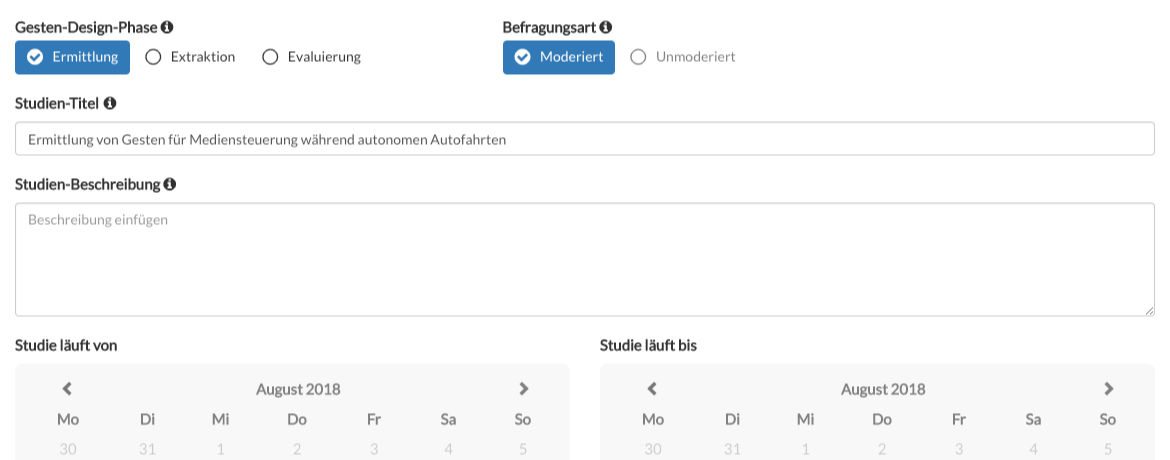 Gesten-Design-Phase
Befragungsart
Ermittlung Extraktion Evaluierung
Moderiert Unmoderiert
Studien-Titel
Ermittlung von Gesten für Mediensteuerung während autonomen Autofahrten
Studien-Beschreibung
Beschreibung einfügen
Studie läuft von
August 2018
Mo Di Mi Do Fr Sa So
30 31 1 2 3 4 5
Studie läuft bis
August 2018
Mo Di Mi Do Fr Sa So
30 31 1 2 3 4 5